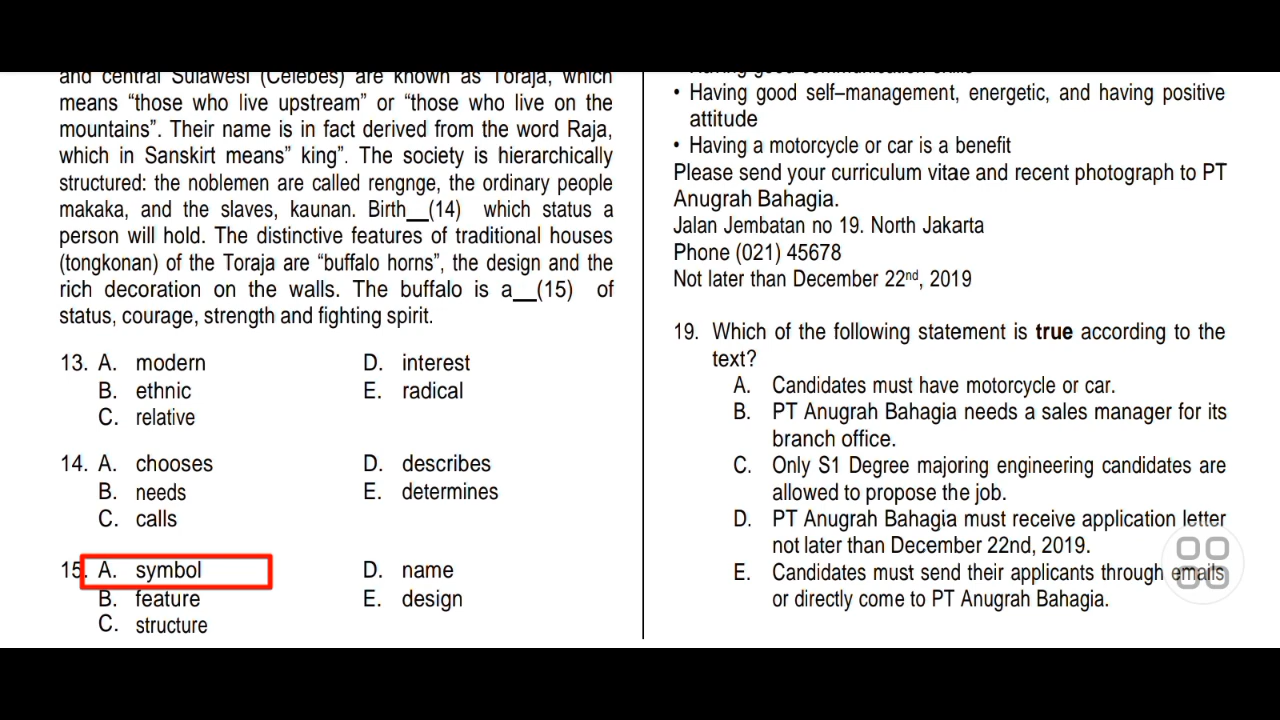 and central Sulawesi (Celebes) are known as Toraja, which
means “those who live upstream” or “those who live on the
mountains”. Their name is in fact derived from the word Raja,
which in Sanskirt means” king”. The society is hierarchically
structured: the noblemen are called rengnge, the ordinary people
makaka, and the slaves, kaunan. Birth__(14) which status a
person will hold. The distinctive features of traditional houses
(tongkonan) of the Toraja are “buffalo horns”, the design and the
rich decoration on the walls. The buffalo is a__(15) of
status, courage, strength and fighting spirit.
13. A. modern D. interest
B. ethnic E. radical
C. relative
14. A. chooses D. describes
B. needs E. determines
C. calls
15. A. symbol D. name
B. feature E. design
C. structure
• Having good communication skills
• Having good self–management, energetic, and having positive
attitude
• Having a motorcycle or car is a benefit
Please send your curriculum vitae and recent photograph to PT
Anugrah Bahagia.
Jalan Jembatan no 19. North Jakarta
Phone (021) 45678
Not later than December 22nd, 2019
19. Which of the following statement is true according to the
text?
A. Candidates must have motorcycle or car.
B. PT Anugrah Bahagia needs a sales manager for its
branch office.
C. Only S1 Degree majoring engineering candidates are
allowed to propose the job.
D. PT Anugrah Bahagia must receive application letter
not later than December 22nd, 2019.
E. Candidates must send their applicants through emails
or directly come to PT Anugrah Bahagia.